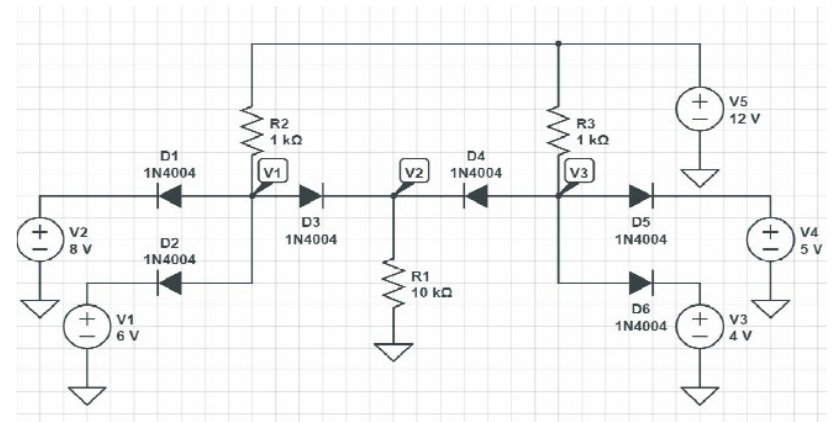 V5
12 V
R2
1 kΩ
R3
1 kΩ
D1
1N4004
V1
V2
D4
1N4004
V3
D3
1N4004
D5
1N4004
V2
8 V
V4
5 V
D2
1N4004
R1
10 kΩ
V1
6 V
D6
1N4004
V3
4 V